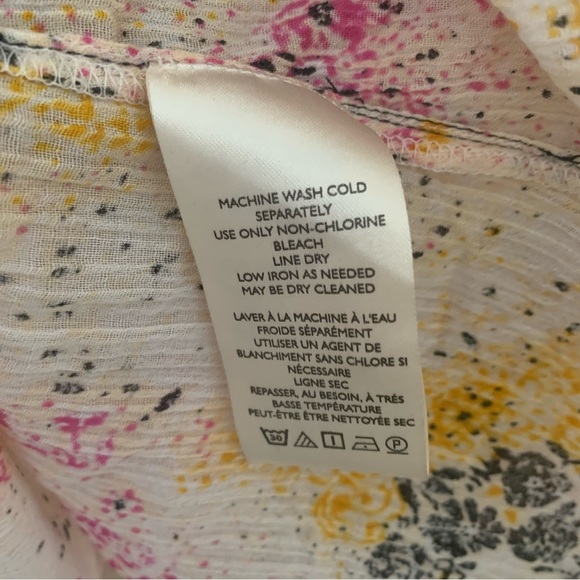 MACHINE WASH COLD
SEPARATELY
USE ONLY NON-CHLORINE
BLEACH
LINE DRY
LOW IRON AS NEEDED
MAY BE DRY CLEANED
LAVER À LA MACHINE À L'EAU
FROIDE SÉPARÉMENT
UTILISER UN AGENT DE
BLANCHIMENT SANS CHLORE SI
NÉCESSAIRE
LIGNE SEC
REPASSER, AU BESOIN, À TRÉS
BASSE TEMPÉRATURE
PEUT-ÊTRE ÊTRE NETTOYÉE SEC
30 P